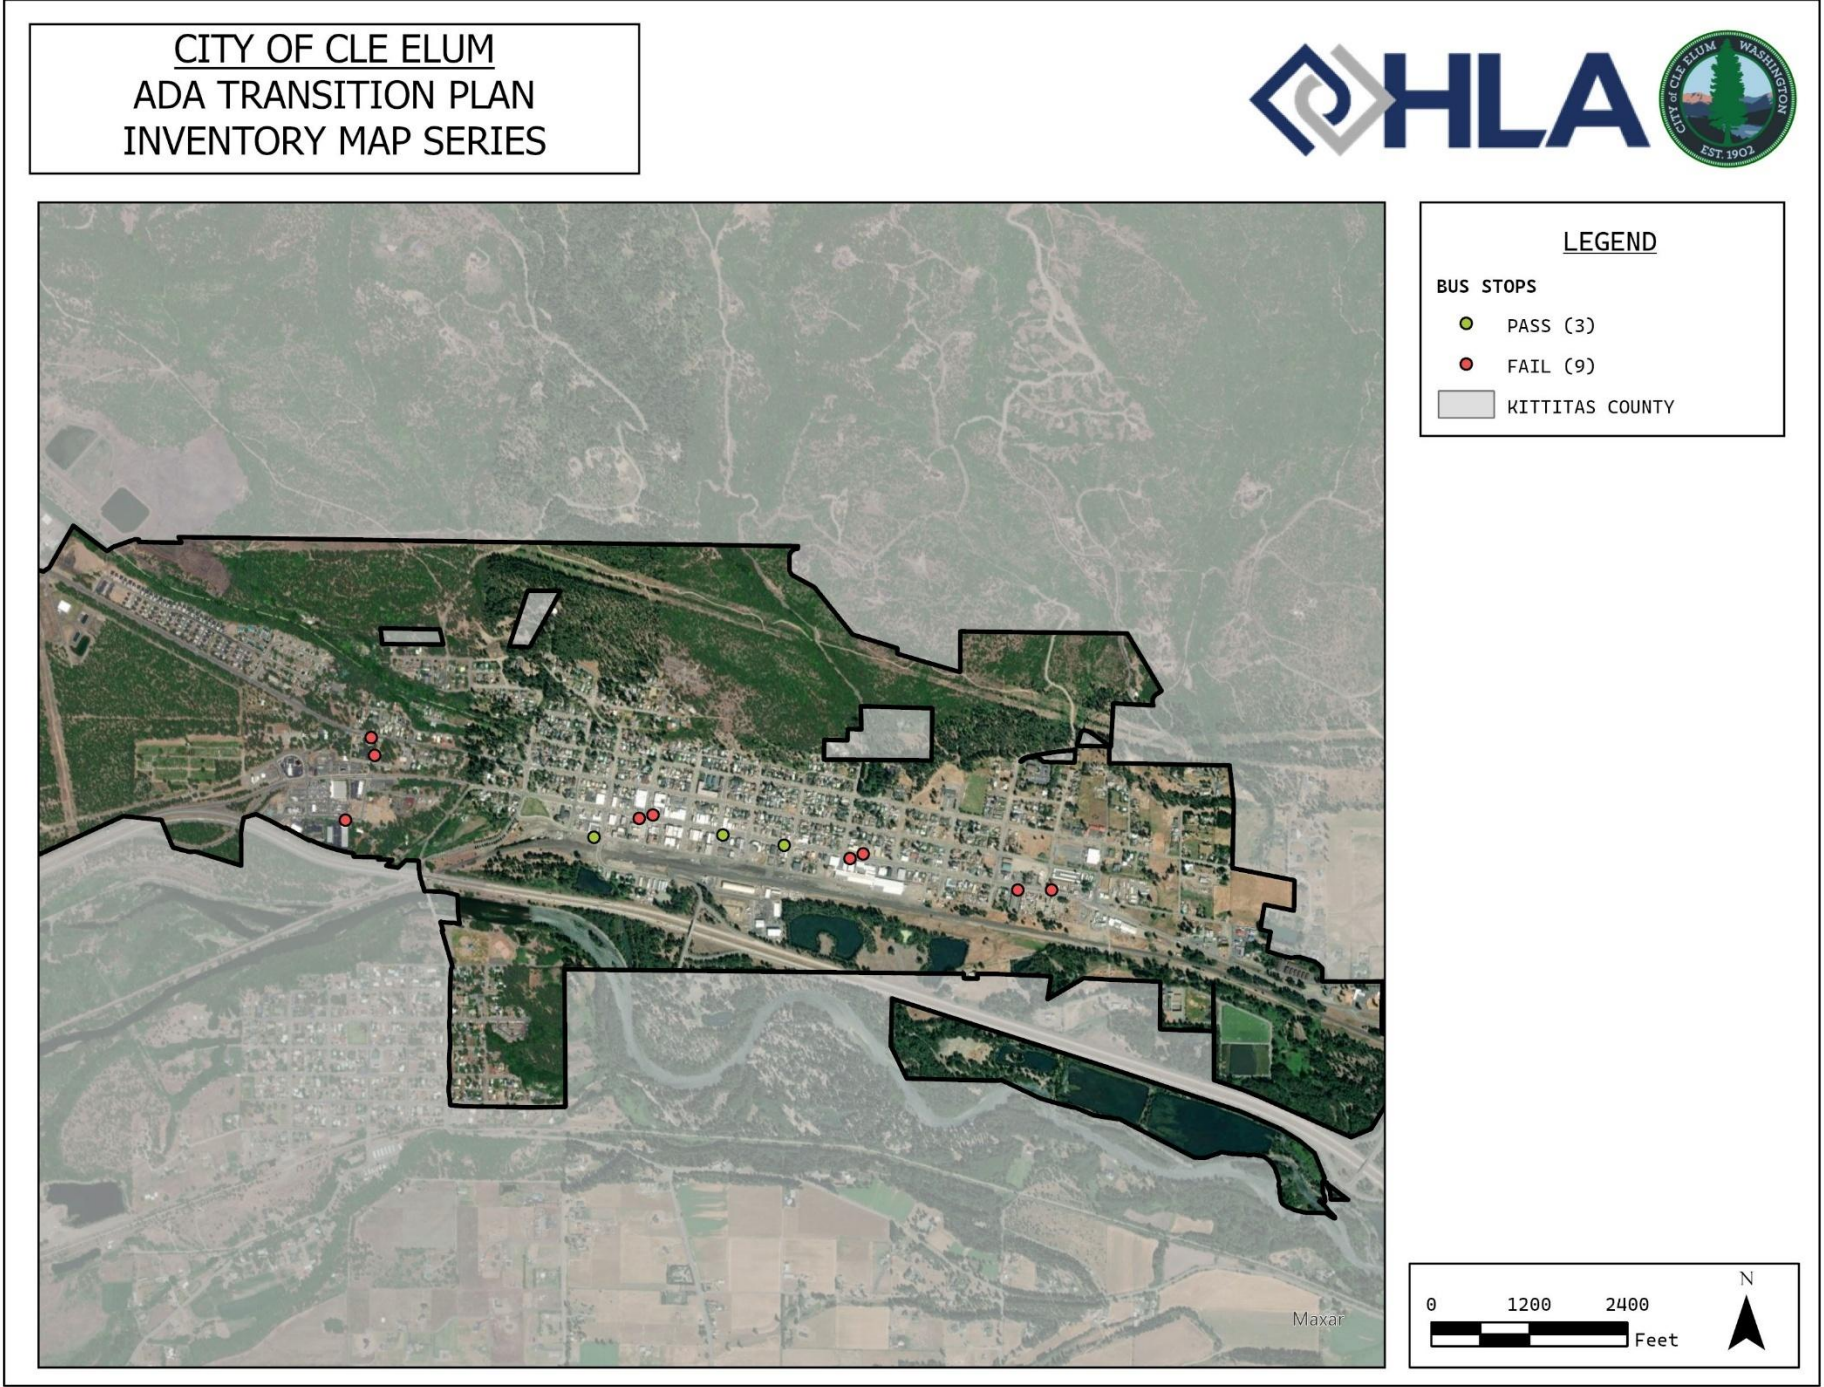 CITY OF CLE ELUM
ADA TRANSITION PLAN
INVENTORY MAP SERIES
HLA
CITY of CLE ELUM WASHINGTON
EST. 1902
LEGEND
BUS STOPS
PASS (3)
FAIL (9)
KITTITAS COUNTY
Maxar
0 1200 2400
Feet
N